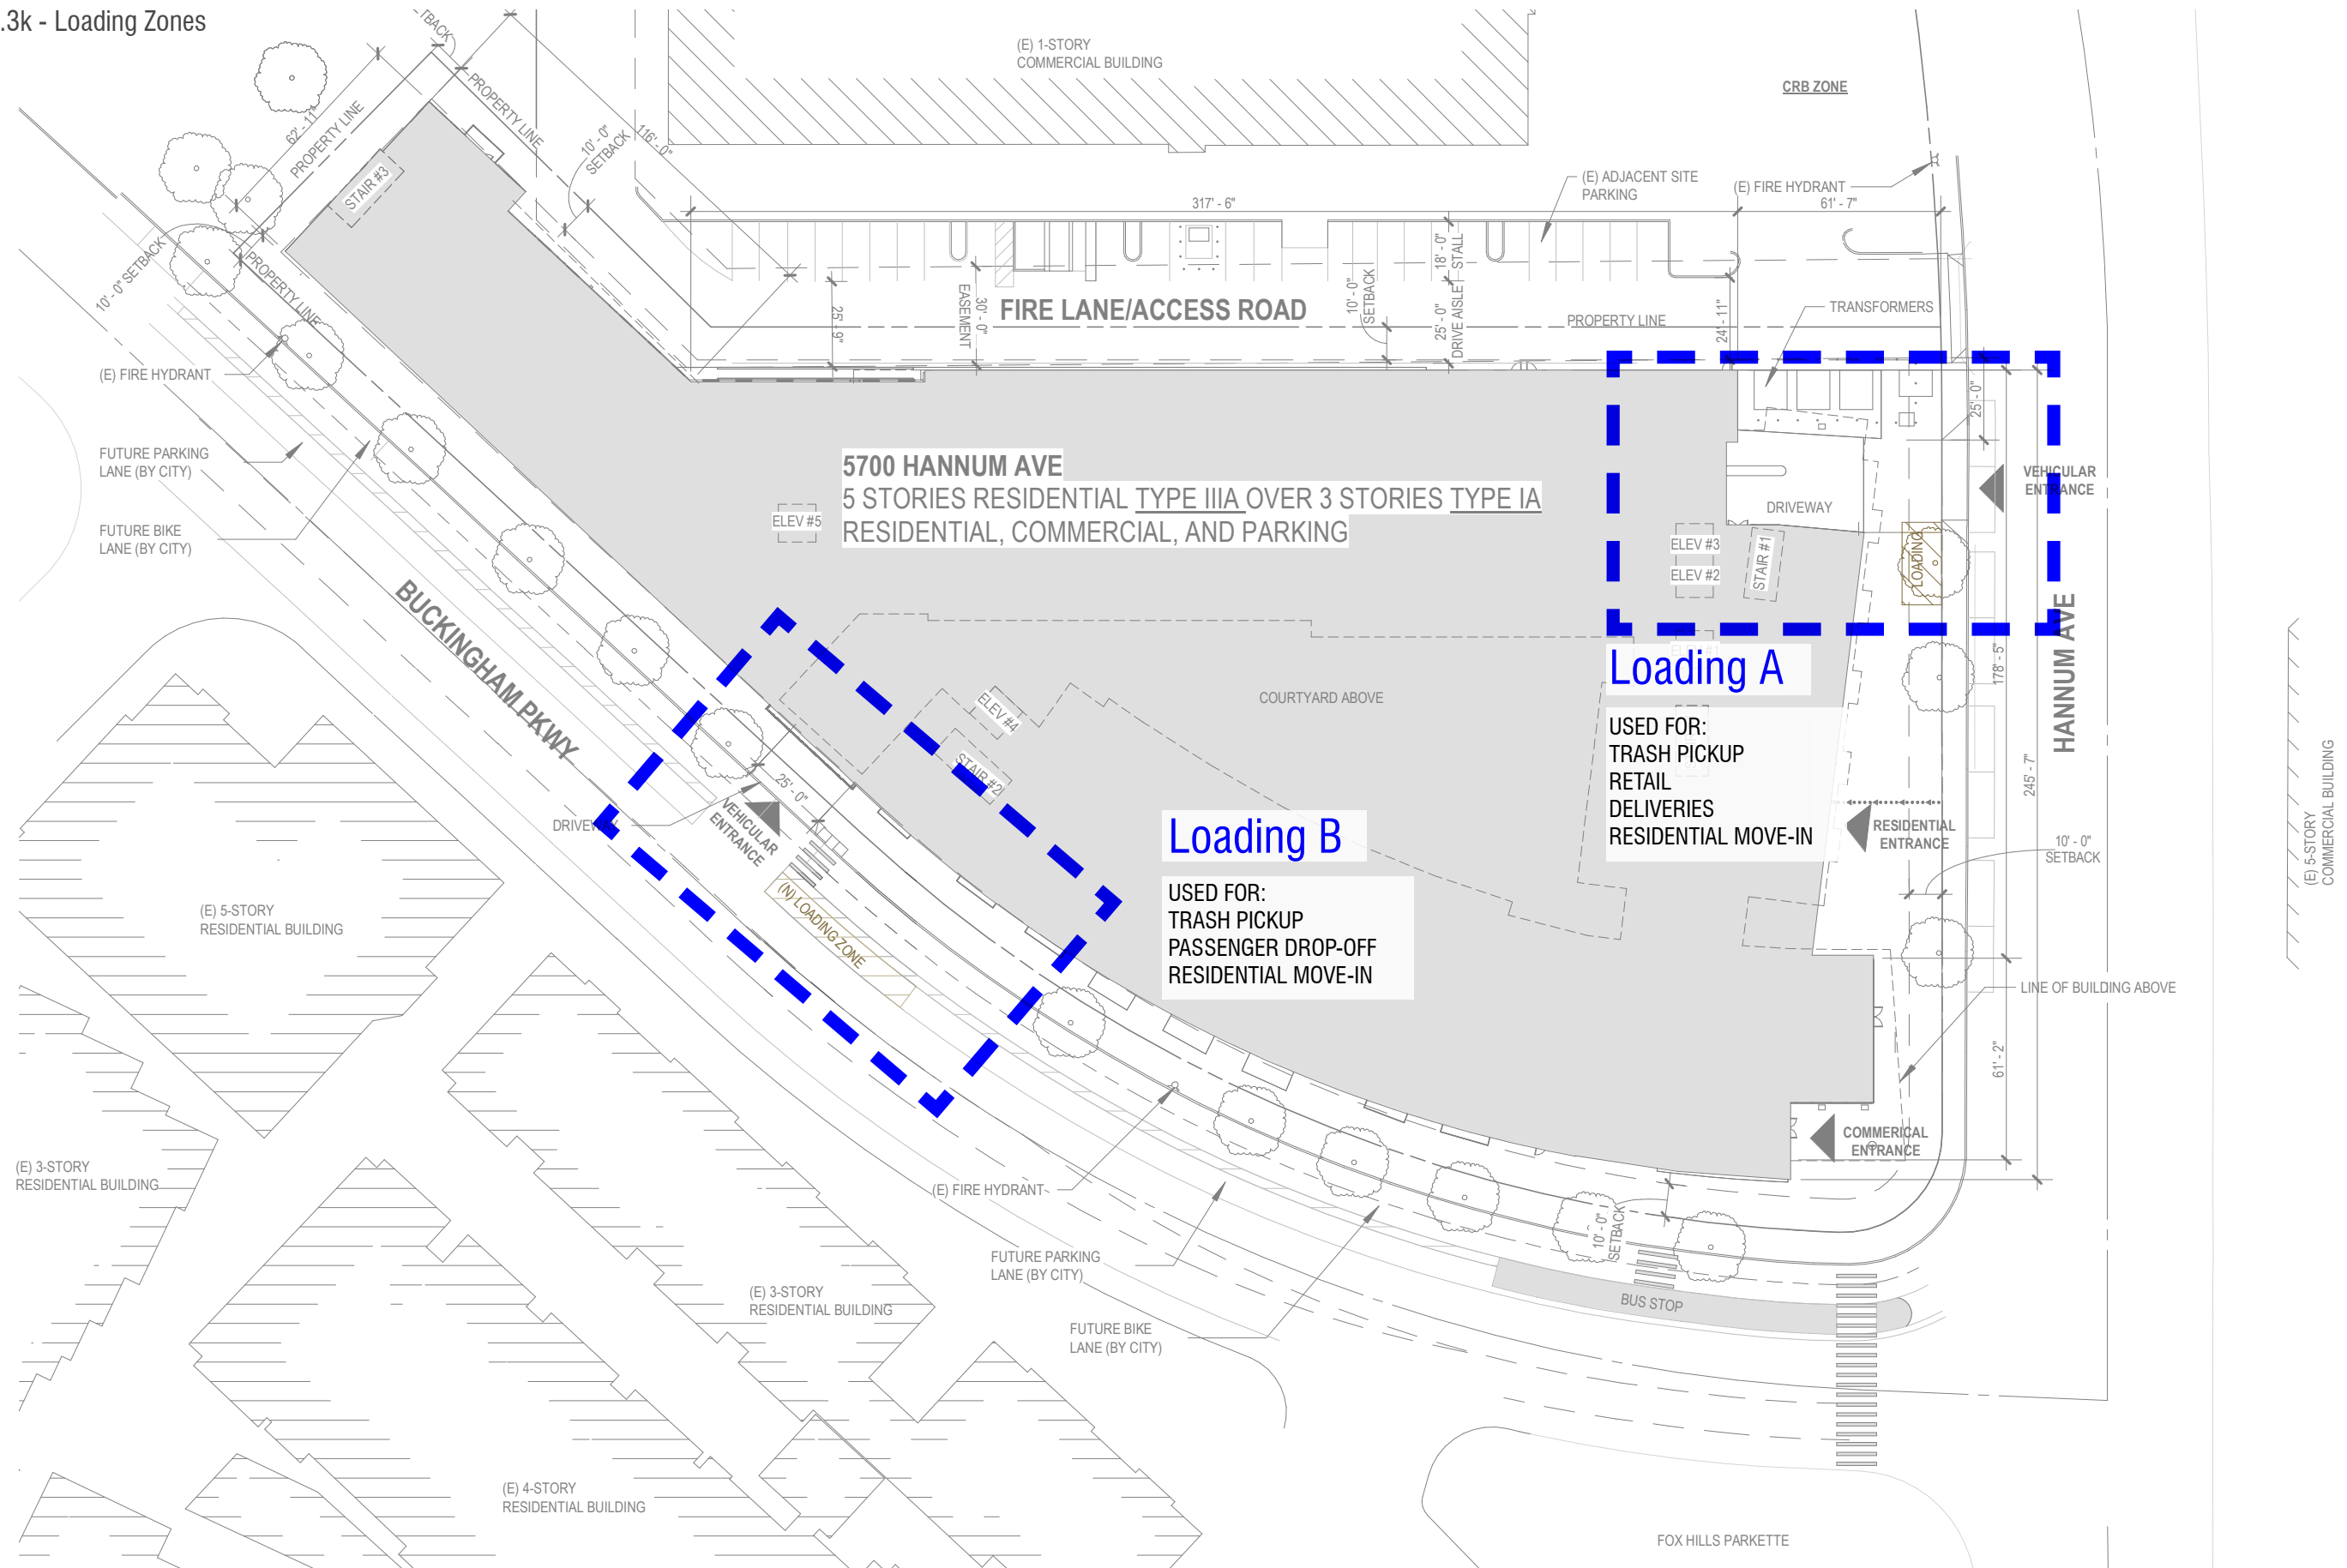 .3k - Loading Zones
(E) 1-STORY
COMMERCIAL BUILDING
CRB ZONE
SETBACK
PROPERTY LINE
62' - 11"
PROPERTY LINE
10' - 0"
SETBACK
116' - 0"
STAIR #3
(E) ADJACENT SITE
PARKING
(E) FIRE HYDRANT
317' - 6"
61' - 7"
10' - 0" SETBACK
PROPERTY LINE
25' - 9"
30' - 0"
EASEMENT
FIRE LANE/ACCESS ROAD
10' - 0"
SETBACK
18' - 0"
STALL
25' - 0"
DRIVE AISLE
PROPERTY LINE
24' - 11"
TRANSFORMERS
(E) FIRE HYDRANT
25' - 0"
FUTURE PARKING
LANE (BY CITY)
FUTURE BIKE
LANE (BY CITY)
5700 HANNUM AVE
5 STORIES RESIDENTIAL TYPE IIIA OVER 3 STORIES TYPE IA
RESIDENTIAL, COMMERCIAL, AND PARKING
ELEV #5
VEHICULAR
ENTRANCE
DRIVEWAY
ELEV #3
ELEV #2
STAIR #1
LOADING
BUCKINGHAM PKWY
HANNUM AVE
178' - 5"
245' - 7"
Loading A
USED FOR:
TRASH PICKUP
RETAIL
DELIVERIES
RESIDENTIAL MOVE-IN
COURTYARD ABOVE
ELEV #4
STAIR #2
25' - 0"
DRIVEWAY
VEHICULAR
ENTRANCE
(N) LOADING ZONE
Loading B
USED FOR:
TRASH PICKUP
PASSENGER DROP-OFF
RESIDENTIAL MOVE-IN
RESIDENTIAL
ENTRANCE
10' - 0"
SETBACK
(E) 5-STORY
COMMERCIAL BUILDING
(E) 5-STORY
RESIDENTIAL BUILDING
LINE OF BUILDING ABOVE
61' - 2"
COMMERICAL
ENTRANCE
(E) 3-STORY
RESIDENTIAL BUILDING
(E) FIRE HYDRANT
10' - 0"
SETBACK
FUTURE PARKING
LANE (BY CITY)
BUS STOP
(E) 3-STORY
RESIDENTIAL BUILDING
FUTURE BIKE
LANE (BY CITY)
(E) 4-STORY
RESIDENTIAL BUILDING
FOX HILLS PARKETTE